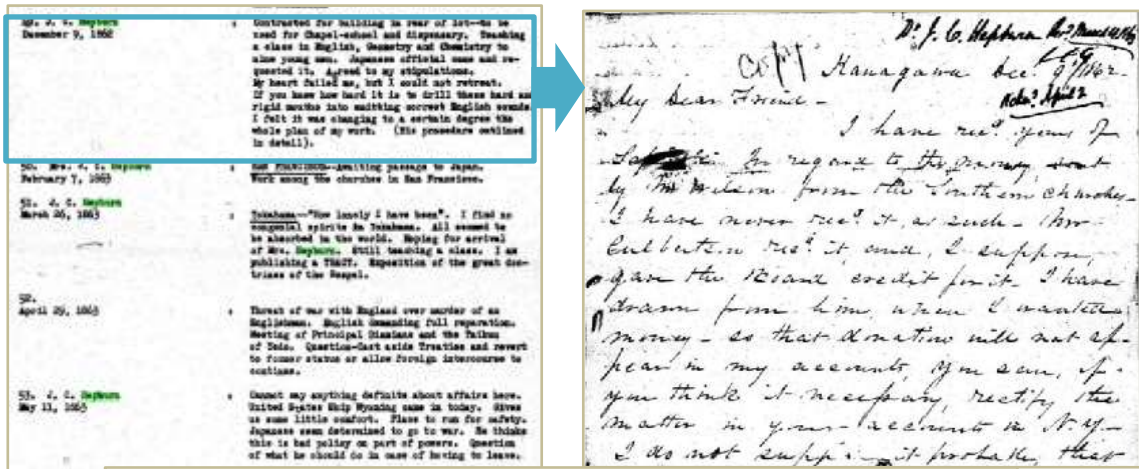 49. J. C. Hepburn
December 9, 1862
: Contracted for building in rear of lot--to be
used for Chapel-school and dispensary. Teaching
a class in English, Geometry and Chemistry to
nine young men. Japanese official came and re-
quested it. Agreed to my stipulations.
My heart failed me, but I could not retreat.
If you knew how hard it is to drill these hard and
rigid mouths into emitting correct English sounds
I felt it was changing to a certain degree the
whole plan of my work. (His procedure outlined
in detail).
50. Mrs. J. C. Hepburn
February 7, 1863
: SAN FRANCISCO--Awaiting passage to Japan.
Work among the churches in San Francisco.
51. J. C. Hepburn
March 26, 1863
: Yokohama--"How lonely I have been". I find no
congenial spirits in Yokohama. All seemed to
be absorbed in the world. Hoping for arrival
of Mrs. Hepburn. Still teaching a class. I am
publishing a TRACT. Exposition of the great doc-
trines of the Gospel.
52.
April 29, 1863
: Threat of war with England over murder of an
Englishman. English demanding full reparation.
Meeting of Principal Dimaios and the Taikun
of Yedo. Question-Cast aside Treaties and revert
to former status or allow foreign intercourse to
continue.
53. J. C. Hepburn
May 11, 1863
: Cannot say anything definite about affairs here.
United States Ship Wyoming came in today. Gives
us some little comfort. Place to run for safety.
Japanese seem determined to go to war. He thinks
this is bad policy on part of powers. Question
of what he should do in case of having to leave.
Dr. J. C. Hepburn
copy
Kanagawa Dec. 9th 1862
My Dear Friend -
I have rec'd yours of
In regard to the money sent
by Mr Wilson from the Southern churches
I have never rec'd it, as such - Mr
Culbertson rec'd it and, I suppose,
gave the Board credit for it. I have
drawn from him, when I wanted
money - so that donation will not ap-
pear in my accounts, you can, if
you think it necessary, rectify the
matter in your accounts in N.Y. -
I do not suppose it probable, that